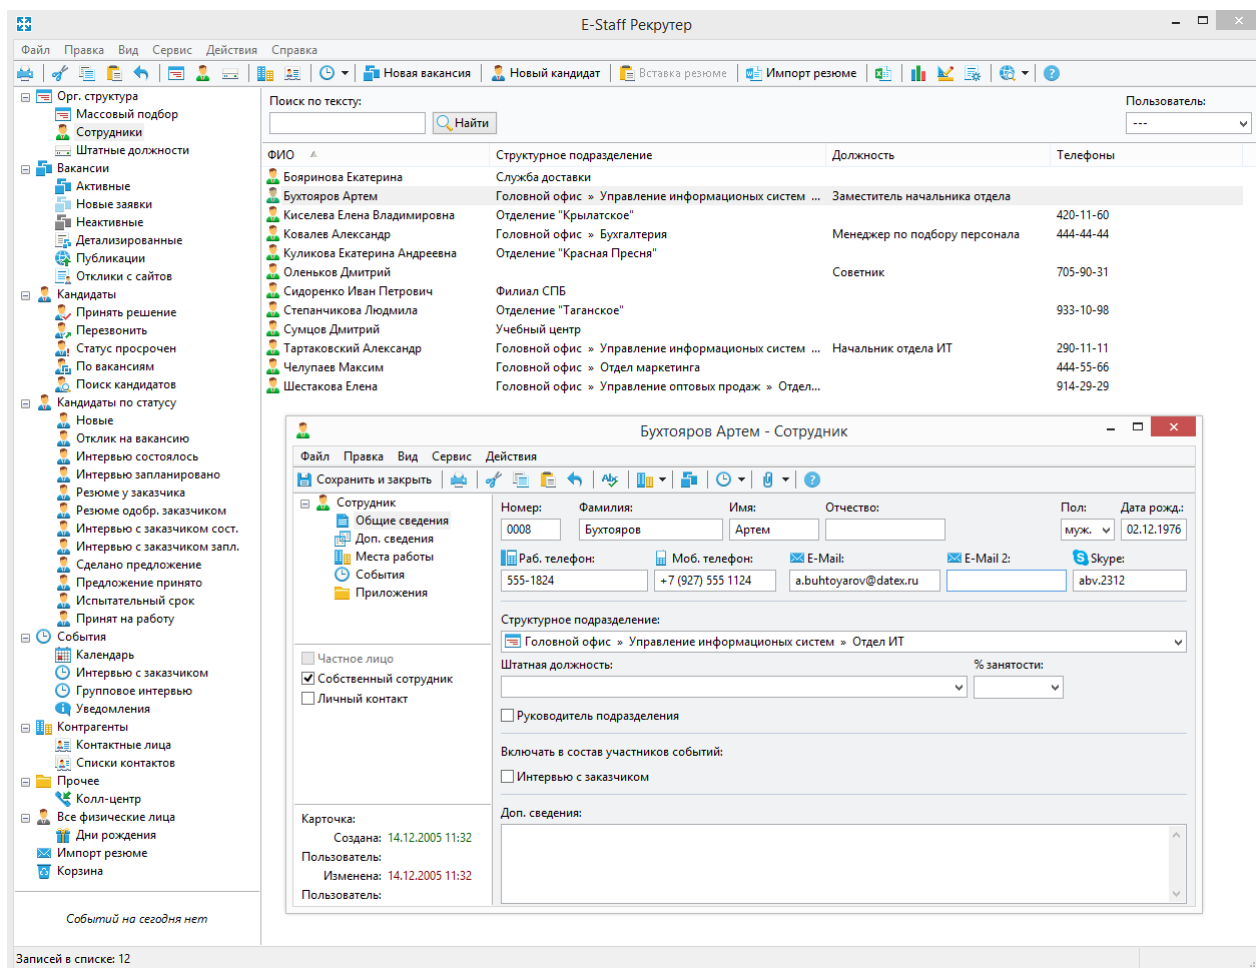 E-Staff Рекрутер
Файл Правка Вид Сервис Действия Справка
Новая вакансия Новый кандидат Вставка резюме Импорт резюме
Орг. структура
Массовый подбор
Сотрудники
Штатные должности
Вакансии
Активные
Новые заявки
Неактивные
Детализированные
Публикации
Отклики с сайтов
Кандидаты
Принять решение
Перезвонить
Статус просрочен
По вакансиям
Поиск кандидатов
Кандидаты по статусу
Новые
Отклик на вакансию
Интервью состоялось
Интервью запланировано
Резюме у заказчика
Резюме одобр. заказчиком
Интервью с заказчиком сост.
Интервью с заказчиком запл.
Сделано предложение
Предложение принято
Испытательный срок
Принят на работу
События
Календарь
Интервью с заказчиком
Групповое интервью
Уведомления
Контрагенты
Контактные лица
Списки контактов
Прочее
Колл-центр
Все физические лица
Дни рождения
Импорт резюме
Корзина
Событий на сегодня нет
Записей в списке: 12
Поиск по тексту: Пользователь:
Найти ---
ФИО Структурное подразделение Должность Телефоны
Бояринова Екатерина Служба доставки
Бухтояров Артем Головной офис » Управление информационых систем ... Заместитель начальника отдела
Киселева Елена Владимировна Отделение "Крылатское" 420-11-60
Ковалев Александр Головной офис » Бухгалтерия Менеджер по подбору персонала 444-44-44
Куликова Екатерина Андреевна Отделение "Красная Пресня"
Оленьков Дмитрий Советник 705-90-31
Сидоренко Иван Петрович Филиал СПБ
Степанчикова Людмила Отделение "Таганское" 933-10-98
Сумцов Дмитрий Учебный центр
Тартаковский Александр Головной офис » Управление информационых систем ... Начальник отдела ИТ 290-11-11
Челупаев Максим Головной офис » Отдел маркетинга 444-55-66
Шестакова Елена Головной офис » Управление оптовых продаж » Отдел... 914-29-29
Бухтояров Артем - Сотрудник
Файл Правка Вид Сервис Действия
Сохранить и закрыть Abc
Сотрудник
Общие сведения
Доп. сведения
Места работы
События
Приложения
Частное лицо
Собственный сотрудник
Личный контакт
Карточка:
Создана: 14.12.2005 11:32
Пользователь:
Изменена: 14.12.2005 11:32
Пользователь:
Номер: Фамилия: Имя: Отчество: Пол: Дата рожд.:
0008 Бухтояров Артем муж. 02.12.1976
Раб. телефон: Моб. телефон: E-Mail: E-Mail 2: Skype:
555-1824 +7 (927) 555 1124 a.buhtoyarov@datex.ru abv.2312
Структурное подразделение:
Головной офис » Управление информационых систем » Отдел ИТ
Штатная должность: % занятости:
Руководитель подразделения
Включать в состав участников событий:
Интервью с заказчиком
Доп. сведения: